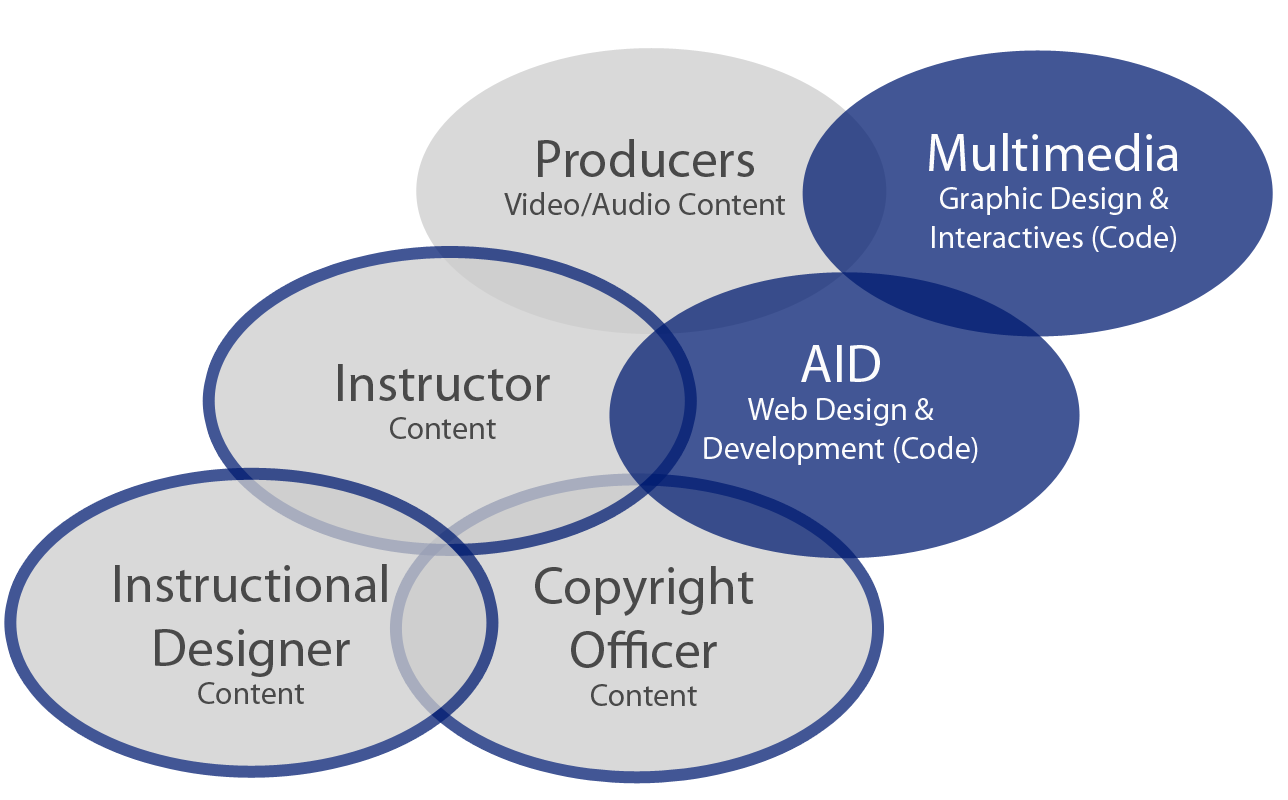 Producers
Video/Audio Content
Multimedia
Graphic Design &
Interactives (Code)
Instructor
Content
AID
Web Design &
Development (Code)
Instructional
Designer
Content
Copyright
Officer
Content